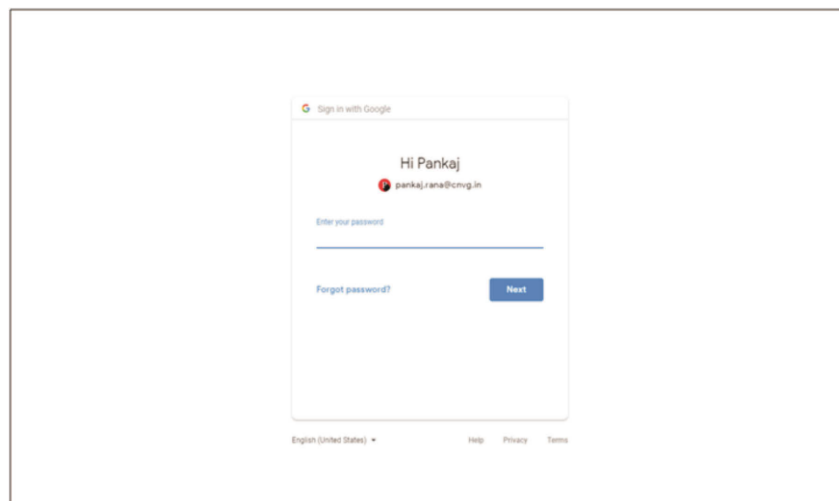 Sign in with Google
Hi Pankaj
pankaj.rana@cnvg.in
Enter your password
Forgot password? Next
English (United States) Help Privacy Terms